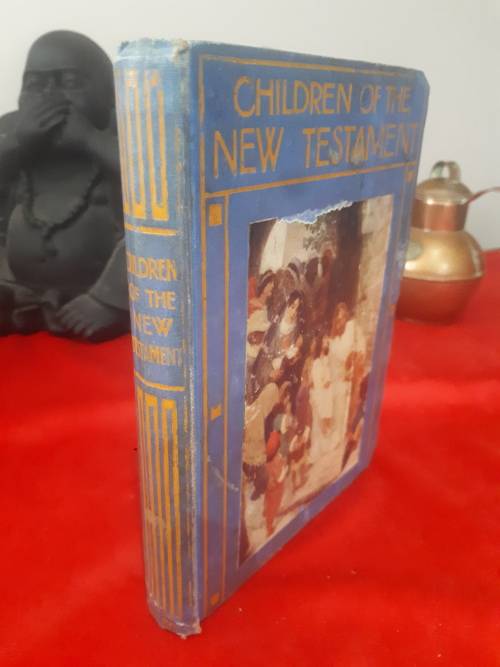 CHILDREN OF THE
NEW TESTAMENT
CHILDREN
OF THE
NEW
TESTAMENT